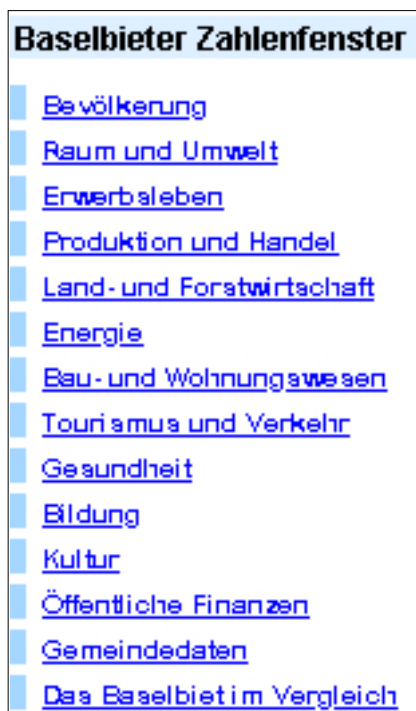 Baselbieter Zahlenfenster
Bevölkerung
Raum und Umwelt
Erwerbsleben
Produktion und Handel
Land- und Forstwirtschaft
Energie
Bau- und Wohnungswesen
Tourismus und Verkehr
Gesundheit
Bildung
Kultur
Öffentliche Finanzen
Gemeindedaten
Das Baselbiet im Vergleich